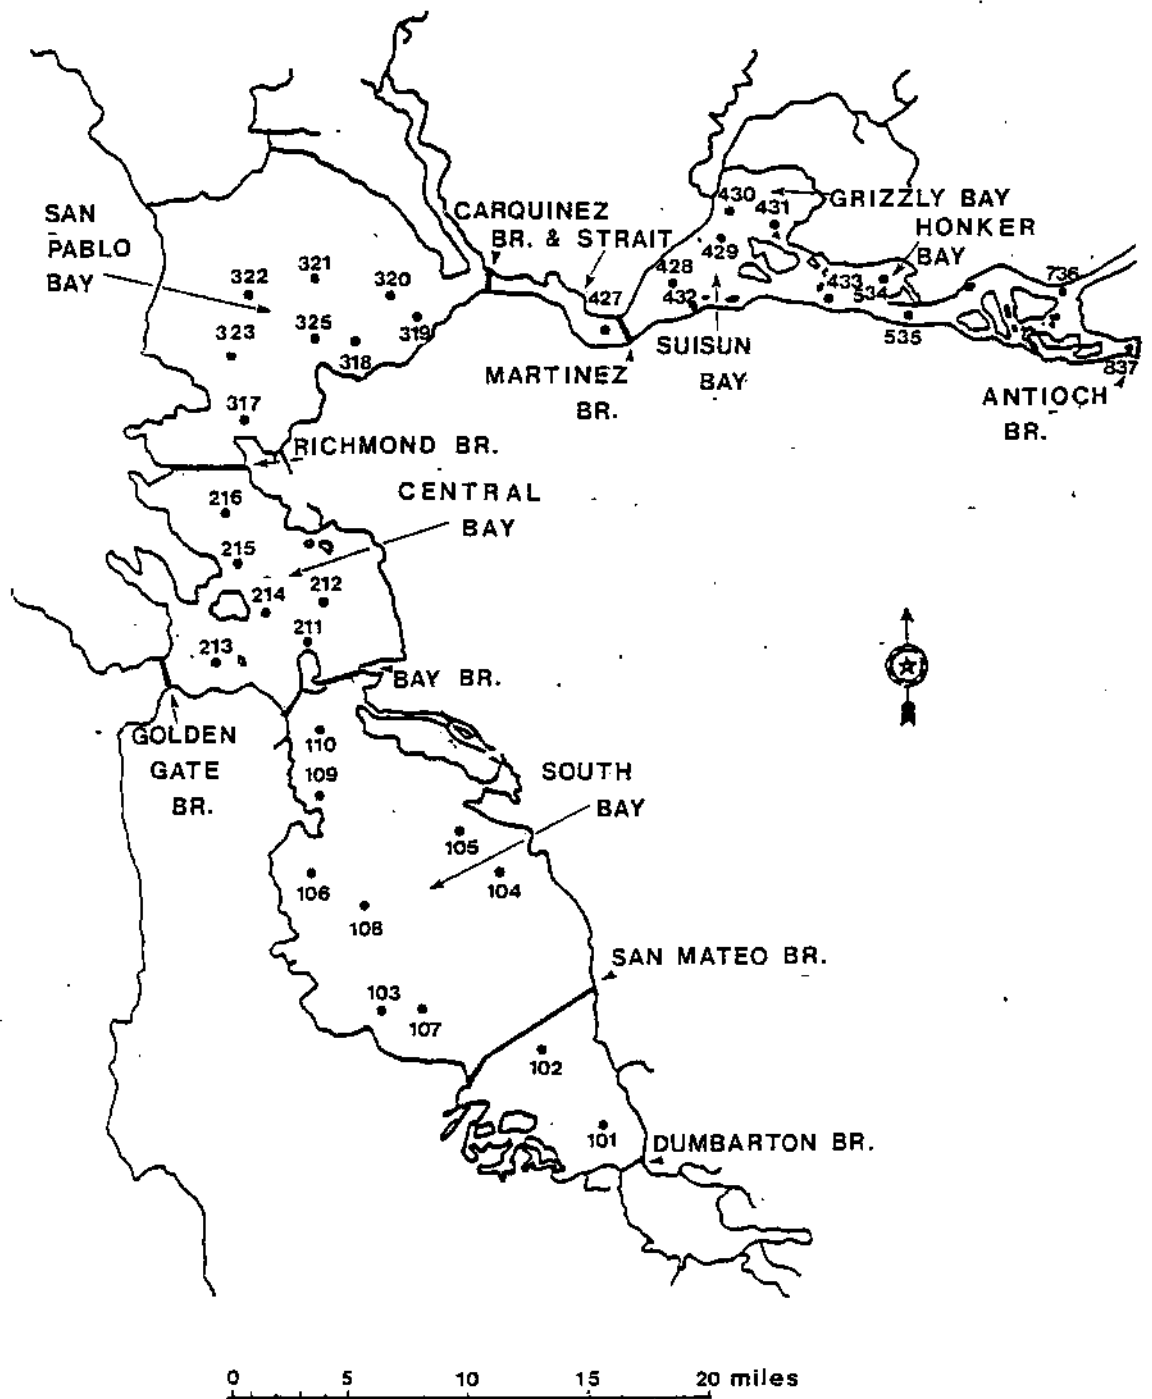 SAN
PABLO
BAY
CARQUINEZ
BR. & STRAIT
GRIZZLY BAY
HONKER
BAY
430
431
429
428
432
433
534
535
736
837
427
322
321
320
323
325
318
319
317
SUISUN
BAY
MARTINEZ
BR.
ANTIOCH
BR.
RICHMOND BR.
CENTRAL
BAY
216
215
214
212
211
213
BAY BR.
GOLDEN
GATE
BR.
110
109
SOUTH
BAY
105
104
106
108
SAN MATEO BR.
103
107
102
101
DUMBARTON BR.
0 5 10 15 20 miles